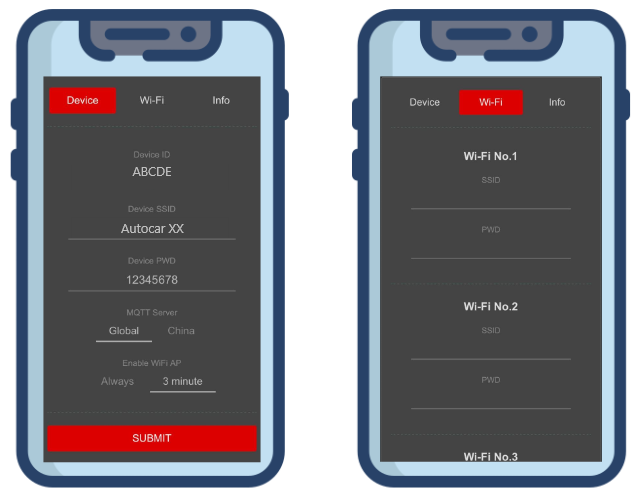 Device Wi-Fi Info
Device ID
ABCDE
Device SSID
Autocar XX
Device PWD
12345678
MQTT Server
Global China
Enable WiFi AP
Always 3 minute
SUBMIT
Device Wi-Fi Info
Wi-Fi No.1
SSID
PWD
Wi-Fi No.2
SSID
PWD
Wi-Fi No.3